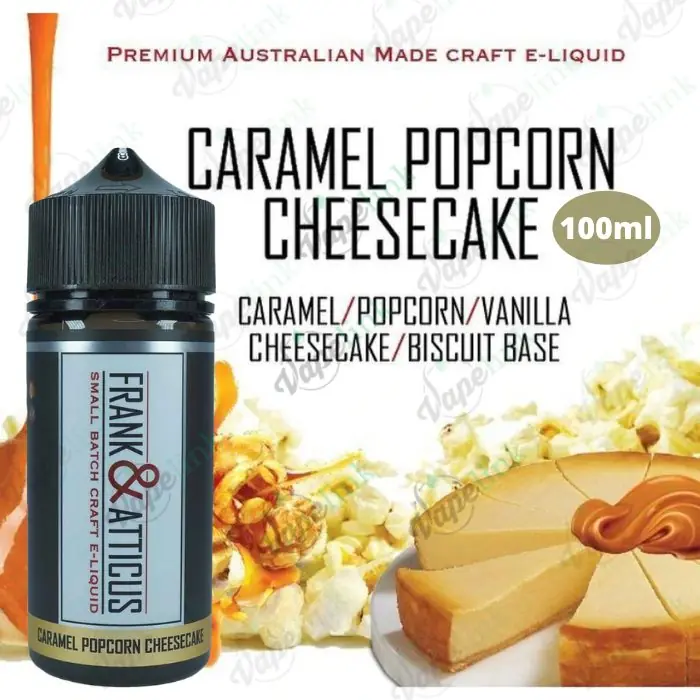 PREMIUM AUSTRALIAN MADE CRAFT E-LIQUID
CARAMEL POPCORN
CHEESECAKE
100ml
CARAMEL/POPCORN/VANILLA
CHEESECAKE/BISCUIT BASE
FRANK & ATTICUS
SMALL BATCH CRAFT E-LIQUID
CARAMEL POPCORN CHEESECAKE
Vapelink